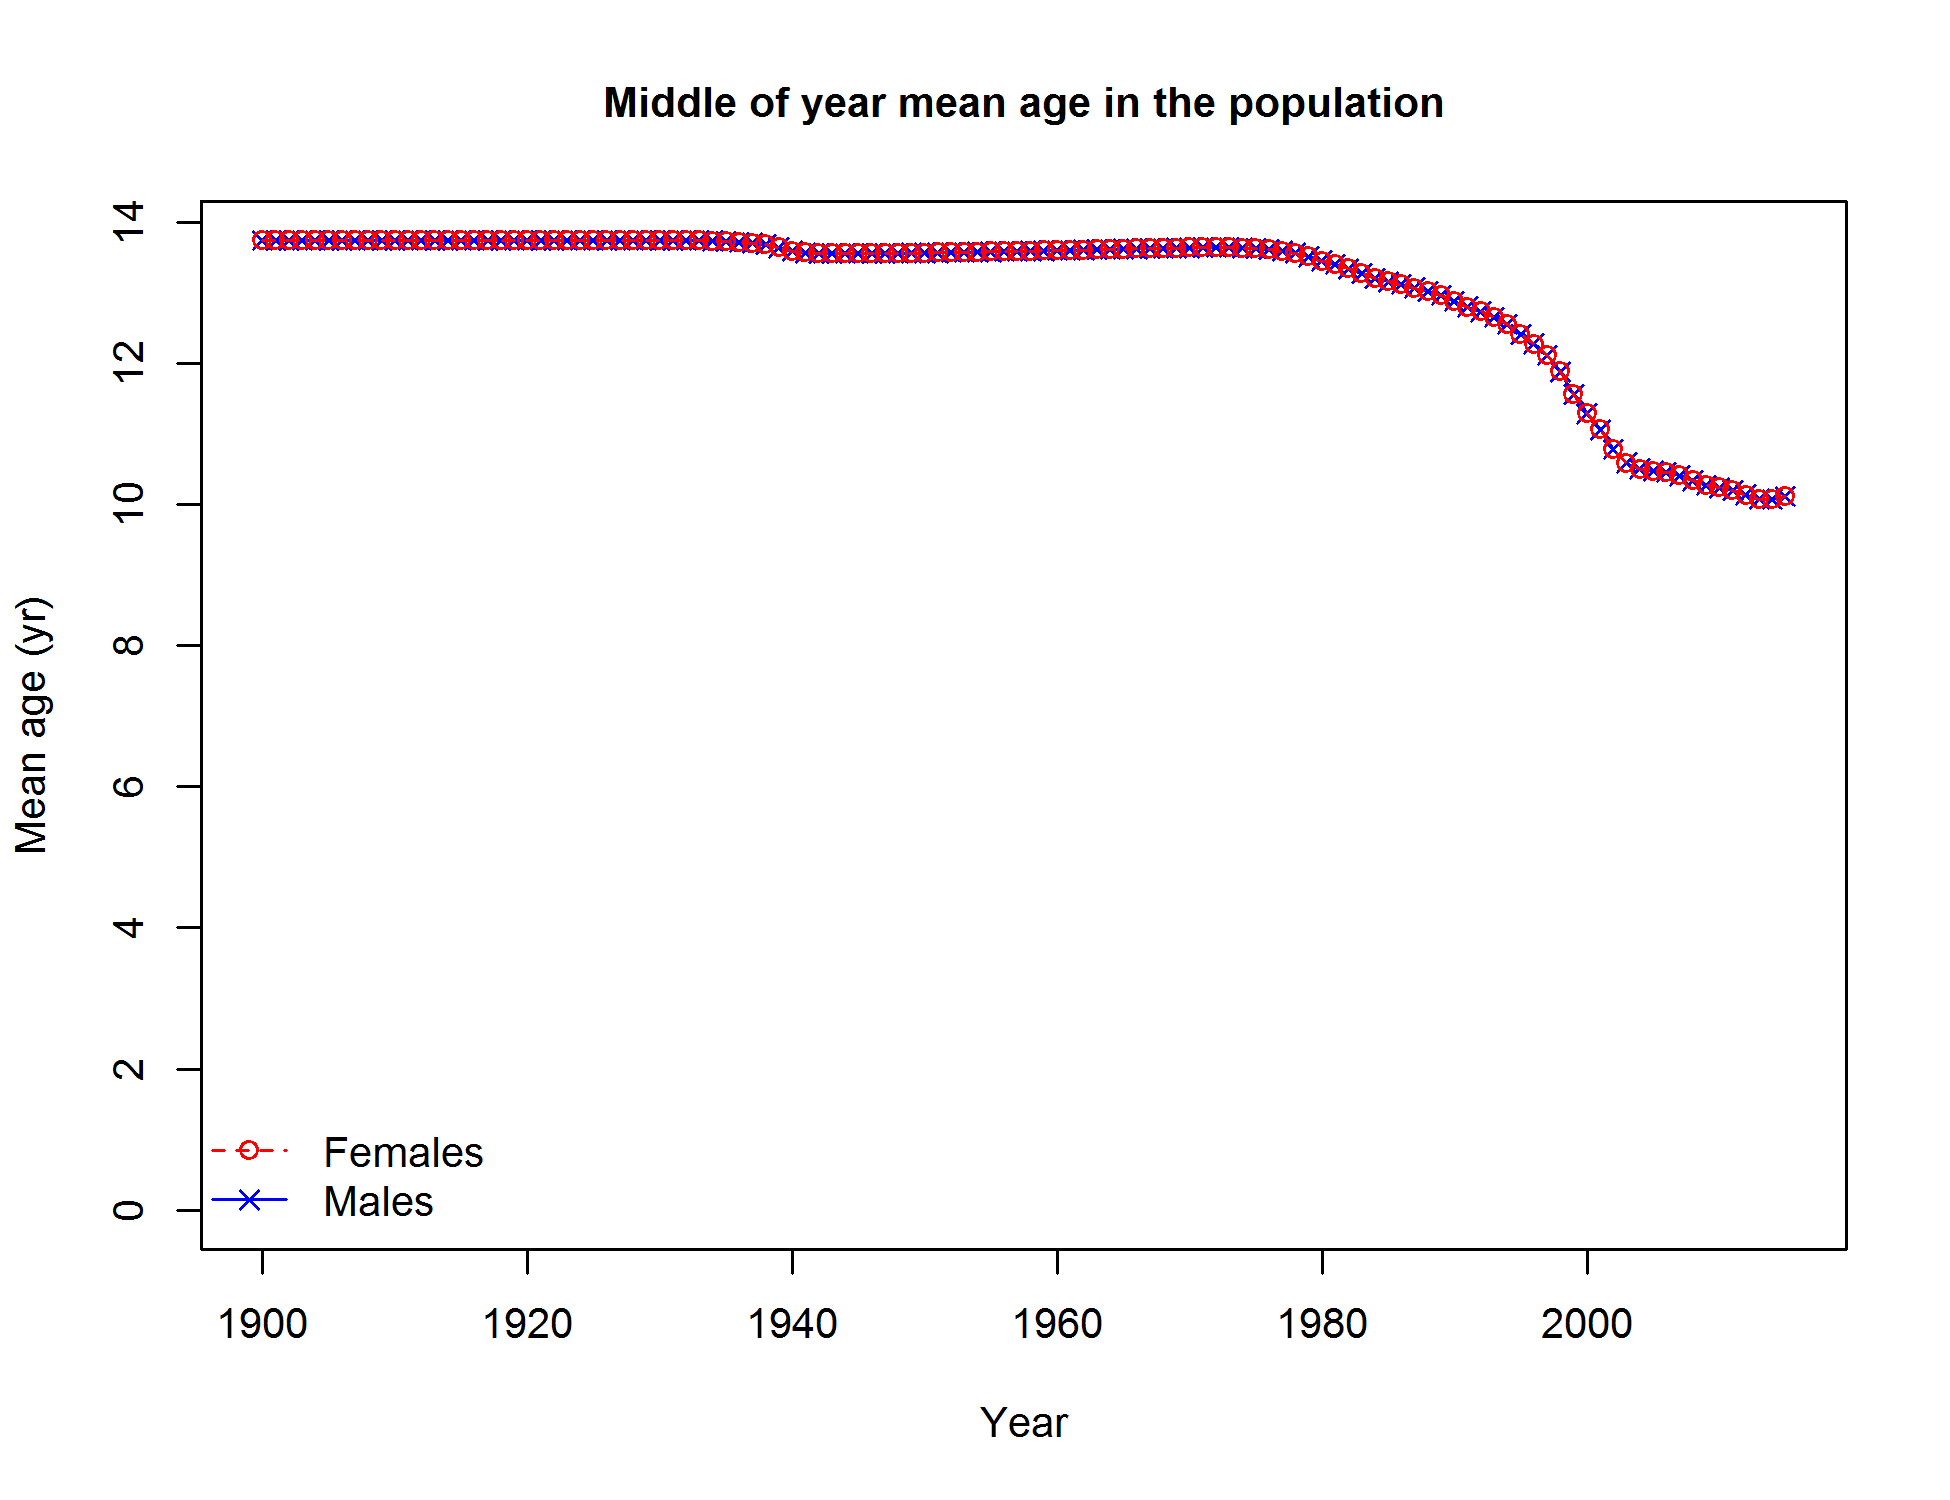 Middle of year mean age in the population
Mean age (yr)
14
12
10
8
6
4
2
0
Females
Males
1900 1920 1940 1960 1980 2000
Year